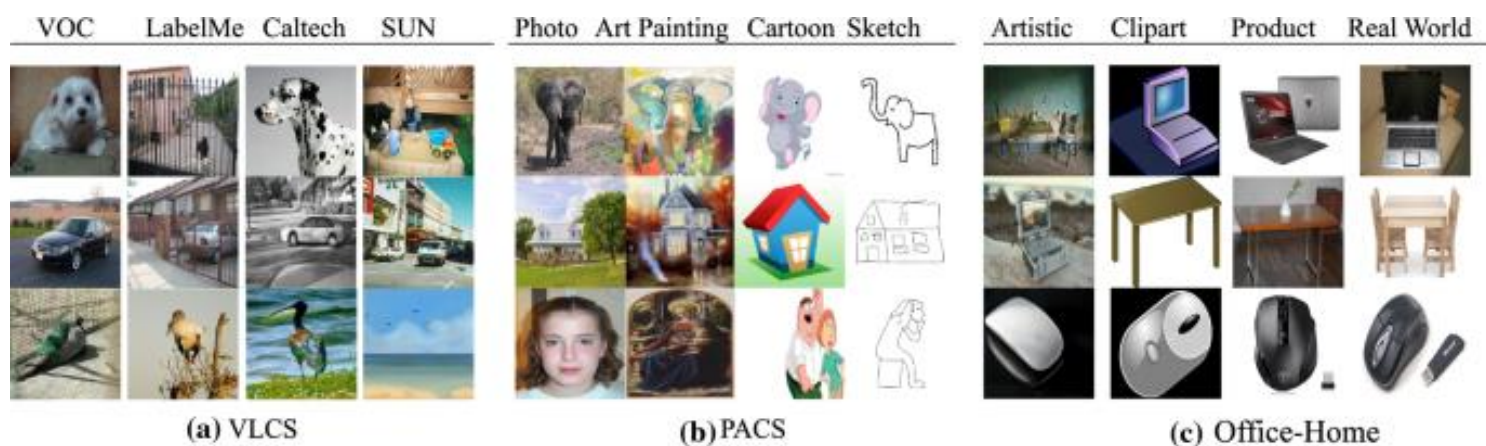 VOC LabelMe Caltech SUN
Photo Art Painting Cartoon Sketch
Artistic Clipart Product Real World
(a) VLCS
(b) PACS
(c) Office-Home